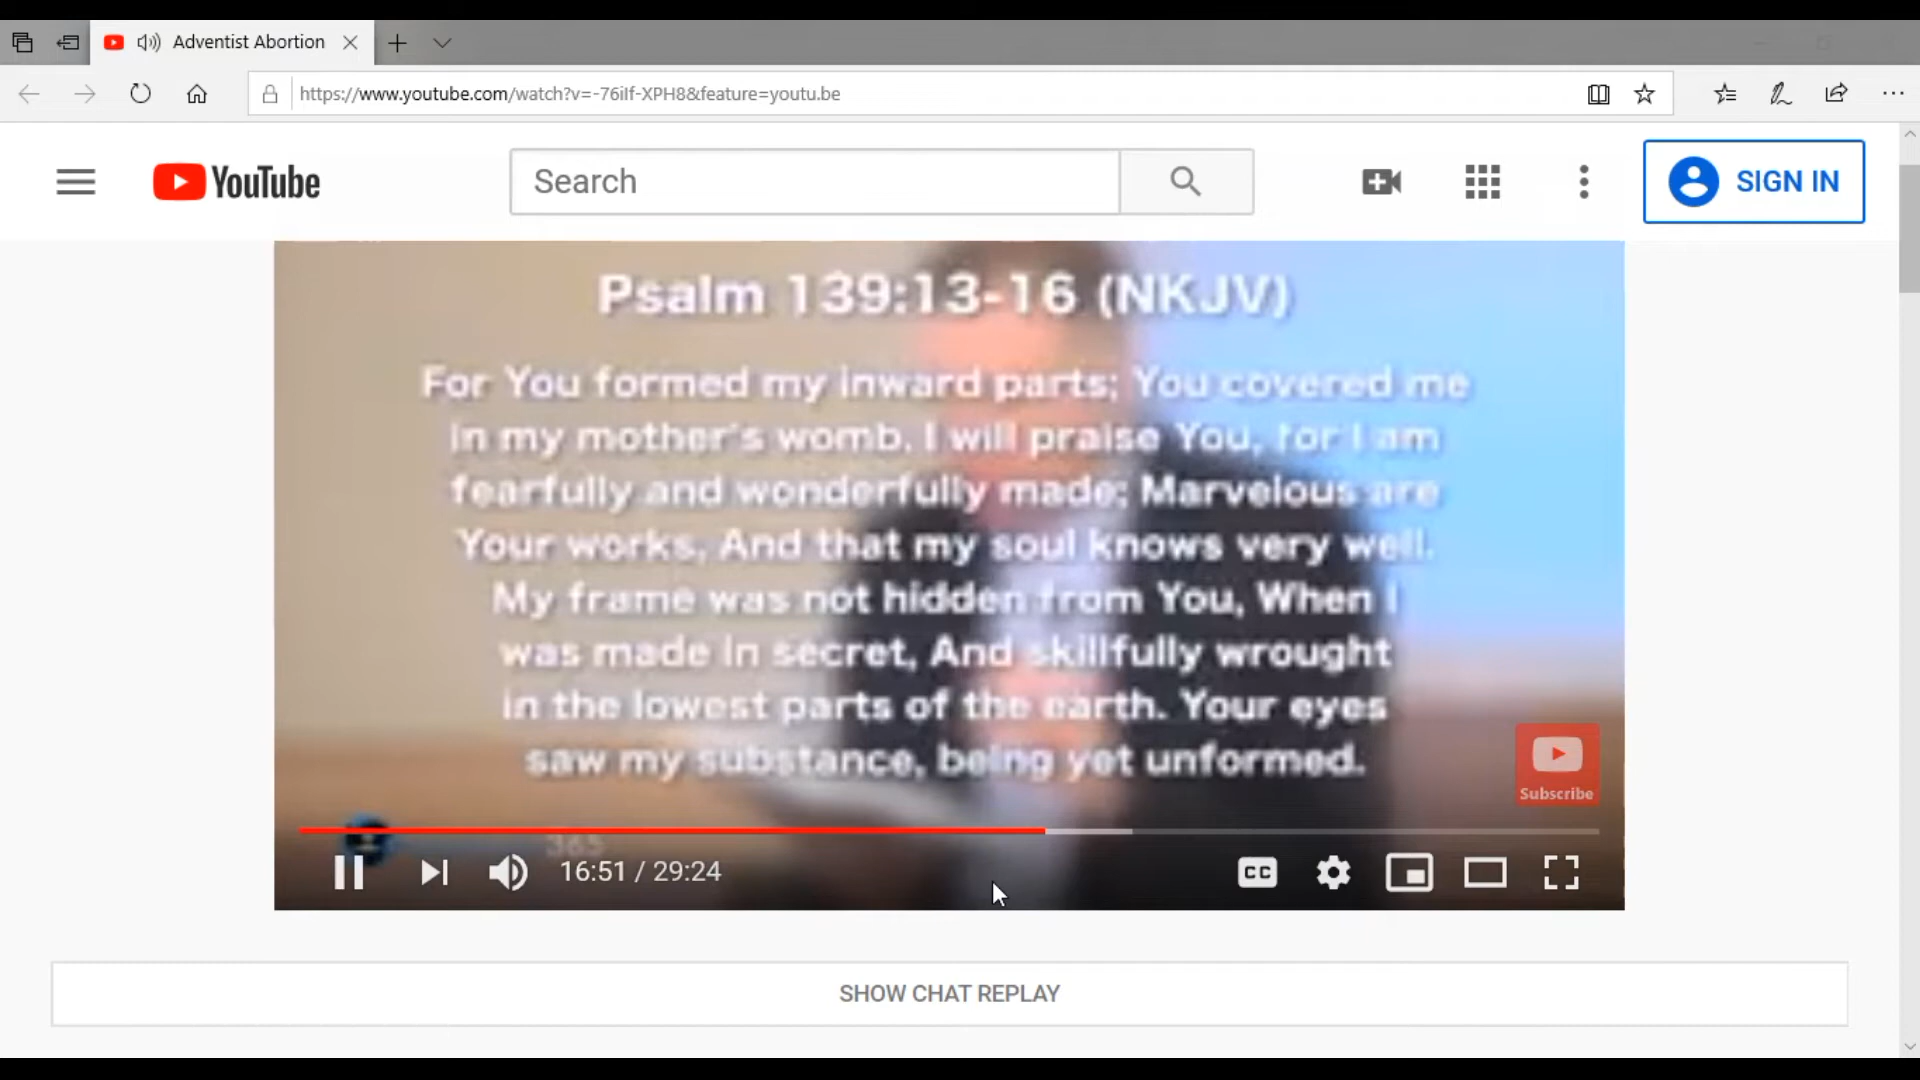 Adventist Abortion
https://www.youtube.com/watch?v=-76iIf-XPH8&feature=youtu.be
YouTube
Search
SIGN IN
Psalm 139:13-16 (NKJV)
For You formed my inward parts; You covered me
in my mother's womb. I will praise You, for I am
fearfully and wonderfully made; Marvelous are
Your works, And that my soul knows very well.
My frame was not hidden from You, When I
was made in secret, And skillfully wrought
in the lowest parts of the earth. Your eyes
saw my substance, being yet unformed.
Subscribe
365
16:51 / 29:24
CC
SHOW CHAT REPLAY